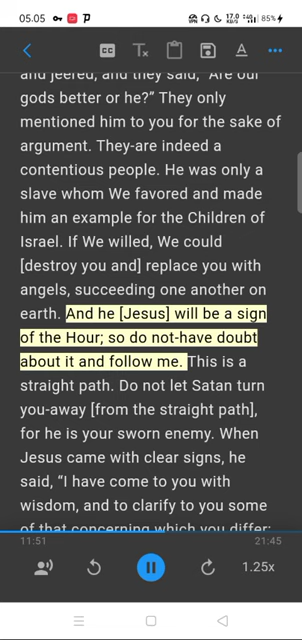 05.05
17.0
KB/S
85%
CC
A
and jeered, and they said, "Are our
gods better or he?" They only
mentioned him to you for the sake of
argument. They-are indeed a
contentious people. He was only a
slave whom We favored and made
him an example for the Children of
Israel. If We willed, We could
[destroy you and] replace you with
angels, succeeding one another on
earth. And he [Jesus] will be a sign
of the Hour; so do not-have doubt
about it and follow me. This is a
straight path. Do not let Satan turn
you-away [from the straight path],
for he is your sworn enemy. When
Jesus came with clear signs, he
said, "I have come to you with
wisdom, and to clarify to you some
of that concerning which you differ;
11:51
21:45
1.25x